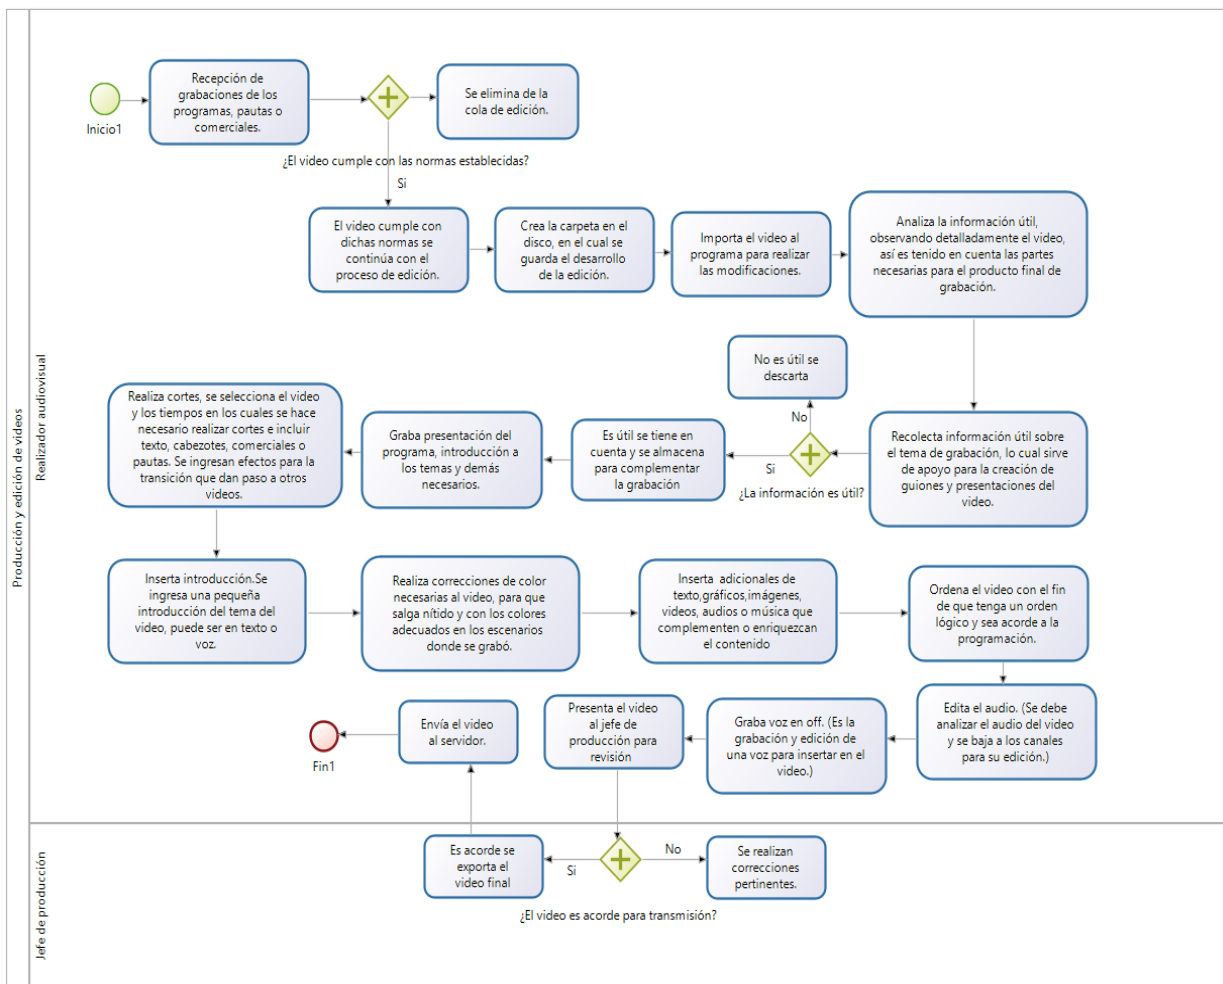 Producción y edición de videos
Realizador audiovisual
Inicio1
Recepción de
grabaciones de los
programas, pautas o
comerciales.
Se elimina de la
cola de edición.
¿El video cumple con las normas establecidas?
Si
El video cumple con
dichas normas se
continúa con el
proceso de edición.
Crea la carpeta en el
disco, en el cual se
guarda el desarrollo
de la edición.
Importa el video al
programa para realizar
las modificaciones.
Analiza la información útil,
observando detalladamente el video,
así es tenido en cuenta las partes
necesarias para el producto final de
grabación.
No es útil se
descarta
No
Recolecta información útil sobre
el tema de grabación, lo cual sirve
de apoyo para la creación de
guiones y presentaciones del
video.
¿La información es útil?
Si
Es útil se tiene en
cuenta y se almacena
para complementar
la grabación
Graba presentación del
programa, introducción a
los temas y demás
necesarios.
Realiza cortes, se selecciona el video
y los tiempos en los cuales se hace
necesario realizar cortes e incluir
texto, cabezotes, comerciales o
pautas. Se ingresan efectos para la
transición que dan paso a otros
videos.
Inserta introducción.Se
ingresa una pequeña
introducción del tema del
video, puede ser en texto o
voz.
Realiza correcciones de color
necesarias al video, para que
salga nítido y con los colores
adecuados en los escenarios
donde se grabó.
Inserta adicionales de
texto,gráficos,imágenes,
videos, audios o música que
complementen o enriquezcan
el contenido
Ordena el video con el fin
de que tenga un orden
lógico y sea acorde a la
programación.
Edita el audio. (Se debe
analizar el audio del video
y se baja a los canales
para su edición.)
Graba voz en off. (Es la
grabación y edición de
una voz para insertar en el
video.)
Presenta el video
al jefe de
producción para
revisión
Envía el video
al servidor.
Fin1
Jefe de producción
Es acorde se
exporta el
video final
Si
No
Se realizan
correcciones
pertinentes.
¿El video es acorde para transmisión?